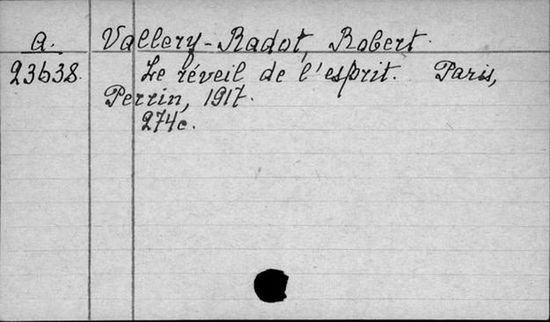 a. Vallery-Radot, Robert.
23638. Le réveil de l'esprit. Paris,
Perrin, 1917.
274c.